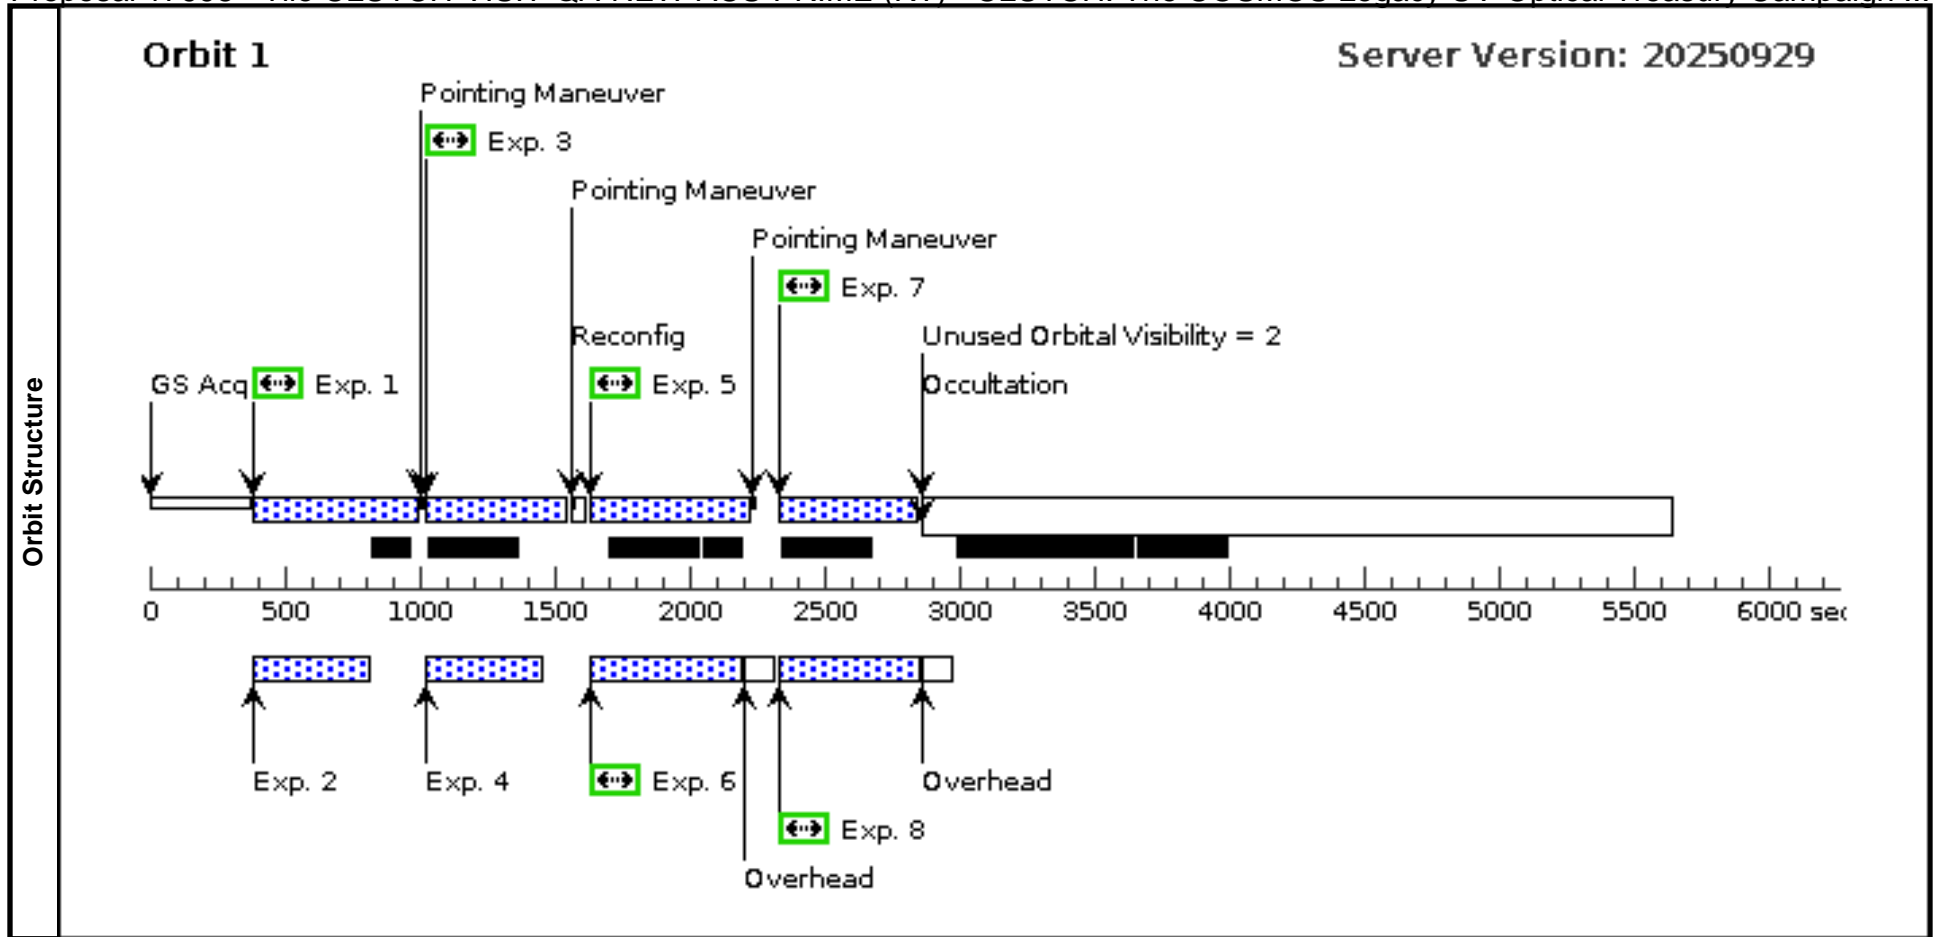 Orbit Structure
Orbit 1
Server Version: 20250929
Pointing Maneuver
Exp. 3
Pointing Maneuver
Pointing Maneuver
Exp. 7
Reconfig
Unused Orbital Visibility = 2
GS Acq
Exp. 1
Exp. 5
Occultation
0 500 1000 1500 2000 2500 3000 3500 4000 4500 5000 5500 6000
Exp. 2
Exp. 4
Exp. 6
Overhead
Exp. 8
Overhead